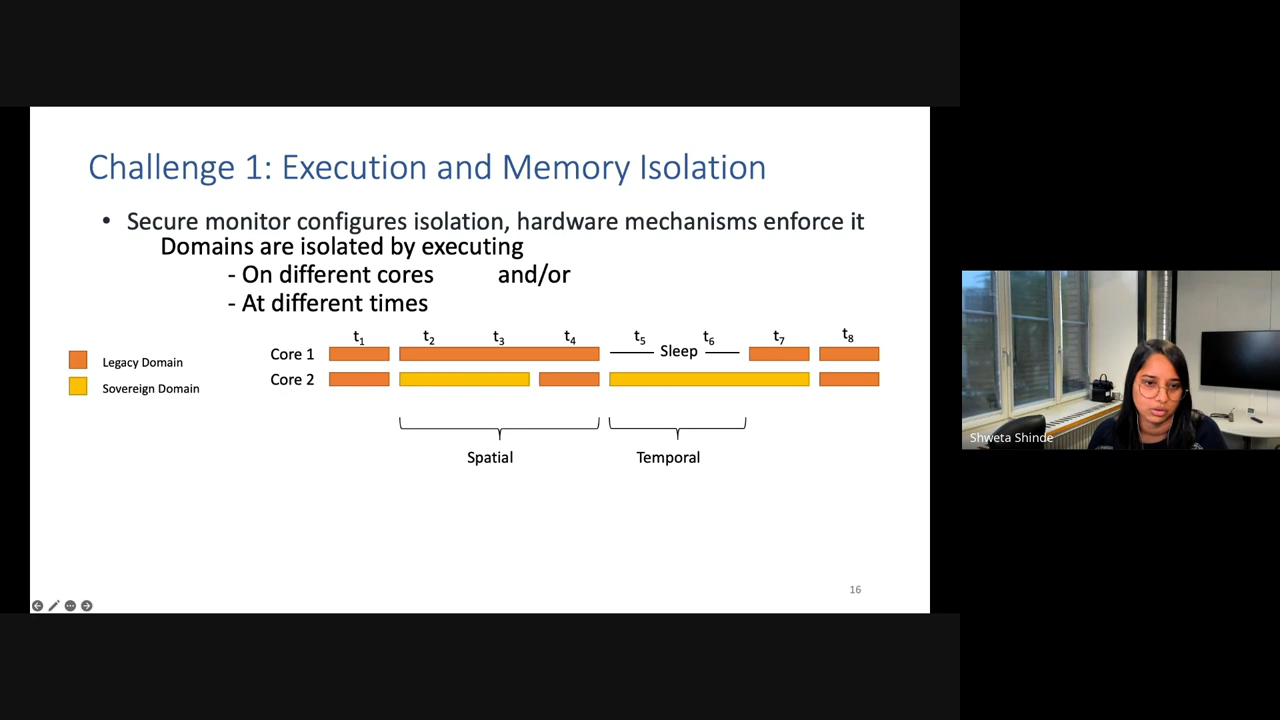 Challenge 1: Execution and Memory Isolation
• Secure monitor configures isolation, hardware mechanisms enforce it
Domains are isolated by executing
- On different cores and/or
- At different times
t1 t2 t3 t4 t5 t6 t7 t8
Core 1 Sleep
Legacy Domain
Core 2
Sovereign Domain
Spatial Temporal
16
Shweta Shinde